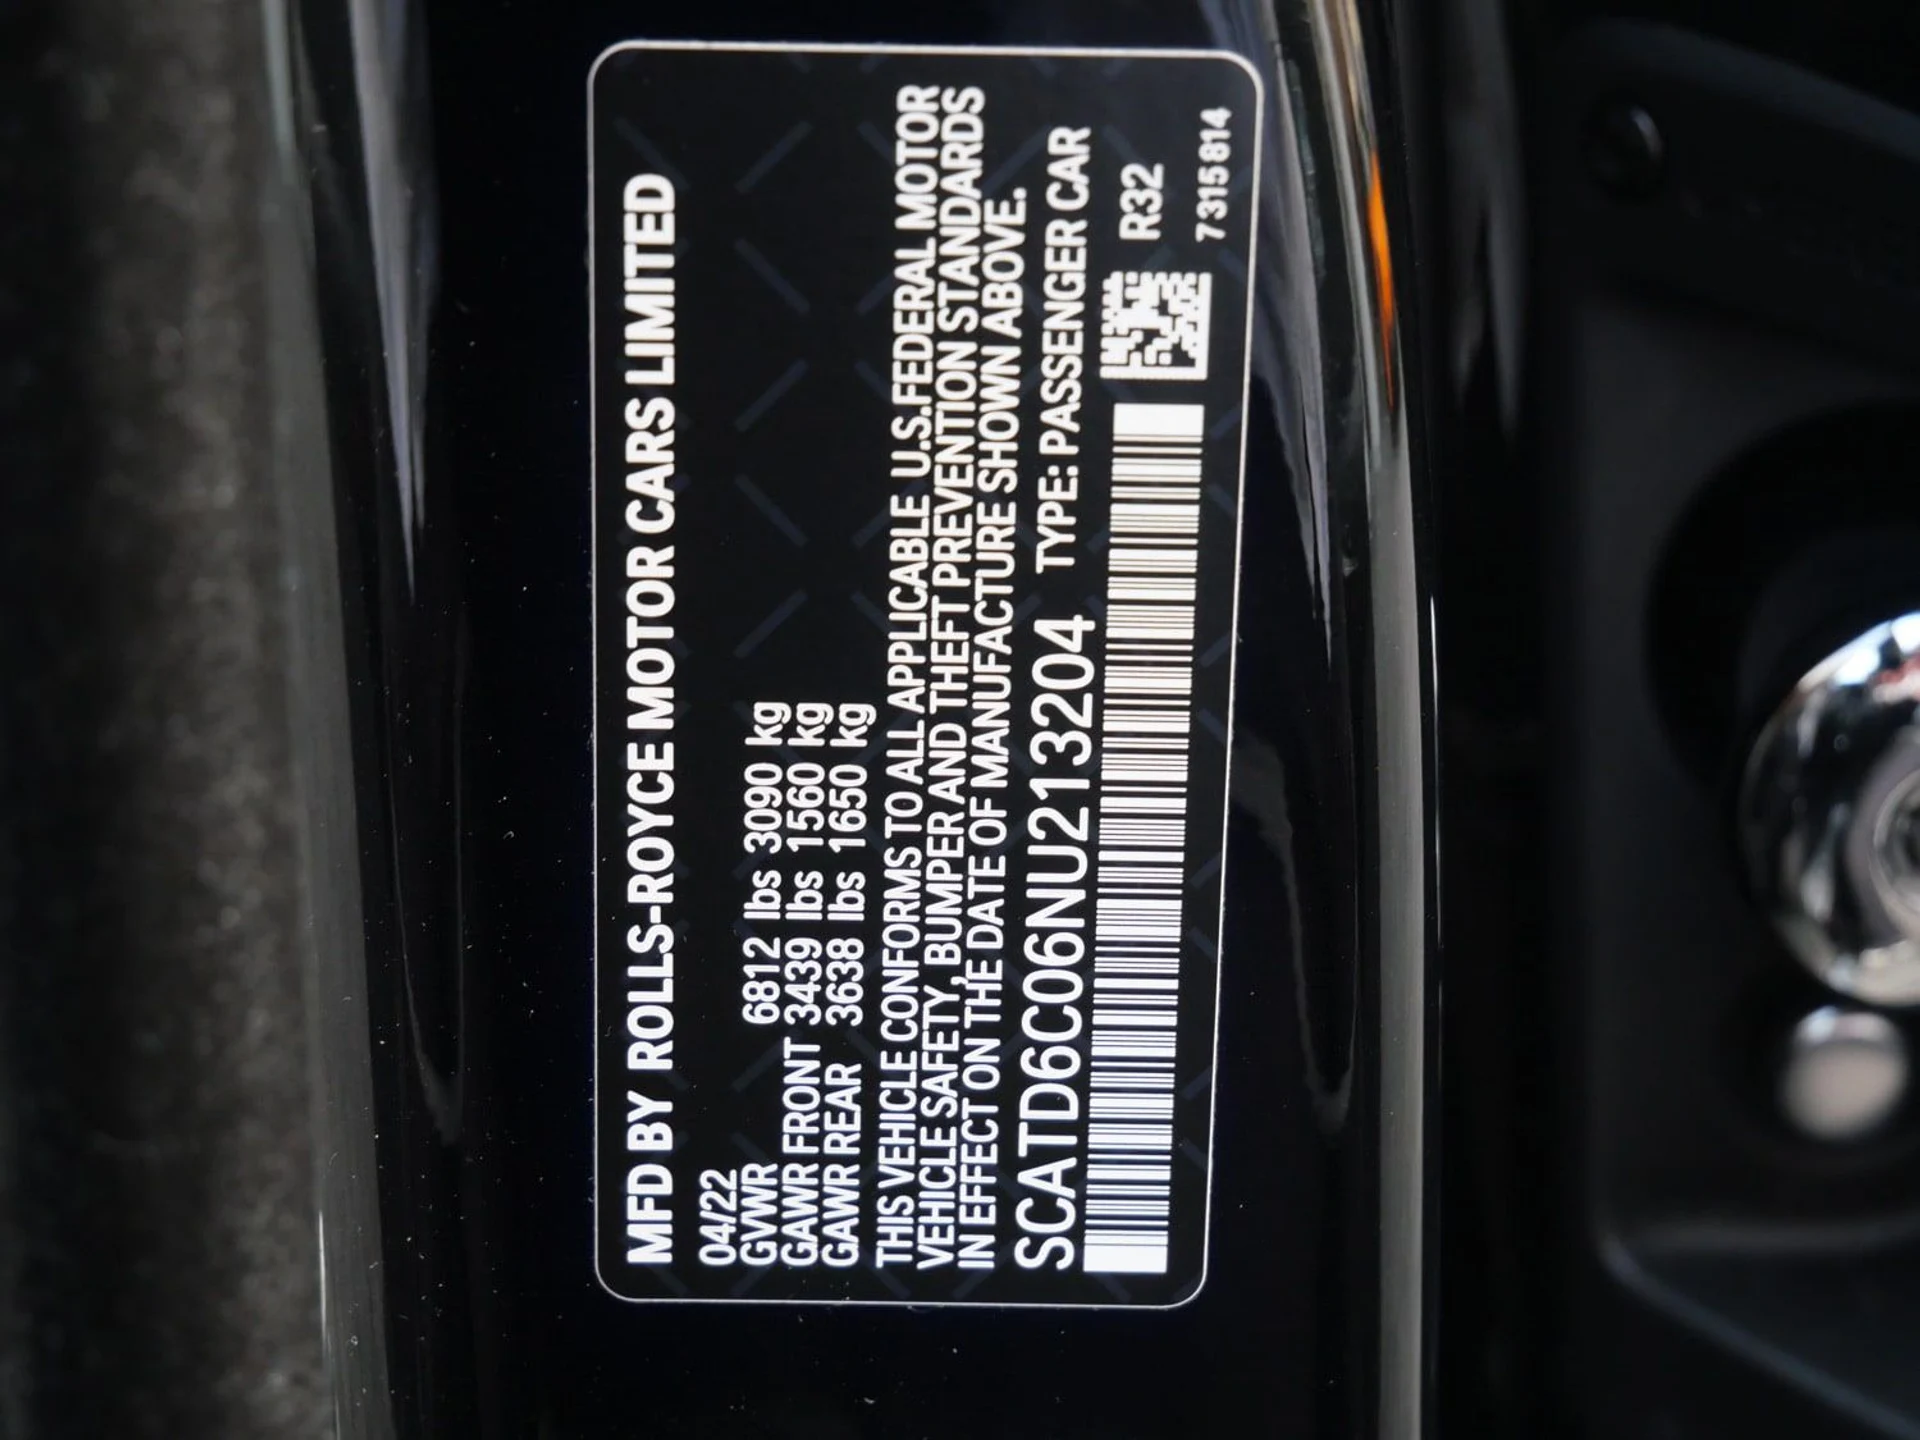 MFD BY ROLLS-ROYCE MOTOR CARS LIMITED
04/22
GVWR 6812 lbs 3090 kg
GAWR FRONT 3439 lbs 1560 kg
GAWR REAR 3638 lbs 1650 kg
THIS VEHICLE CONFORMS TO ALL APPLICABLE U.S.FEDERAL MOTOR
VEHICLE SAFETY, BUMPER AND THEFT PREVENTION STANDARDS
IN EFFECT ON THE DATE OF MANUFACTURE SHOWN ABOVE.
SCATD6C06NU213204 TYPE: PASSENGER CAR
R32
7315814